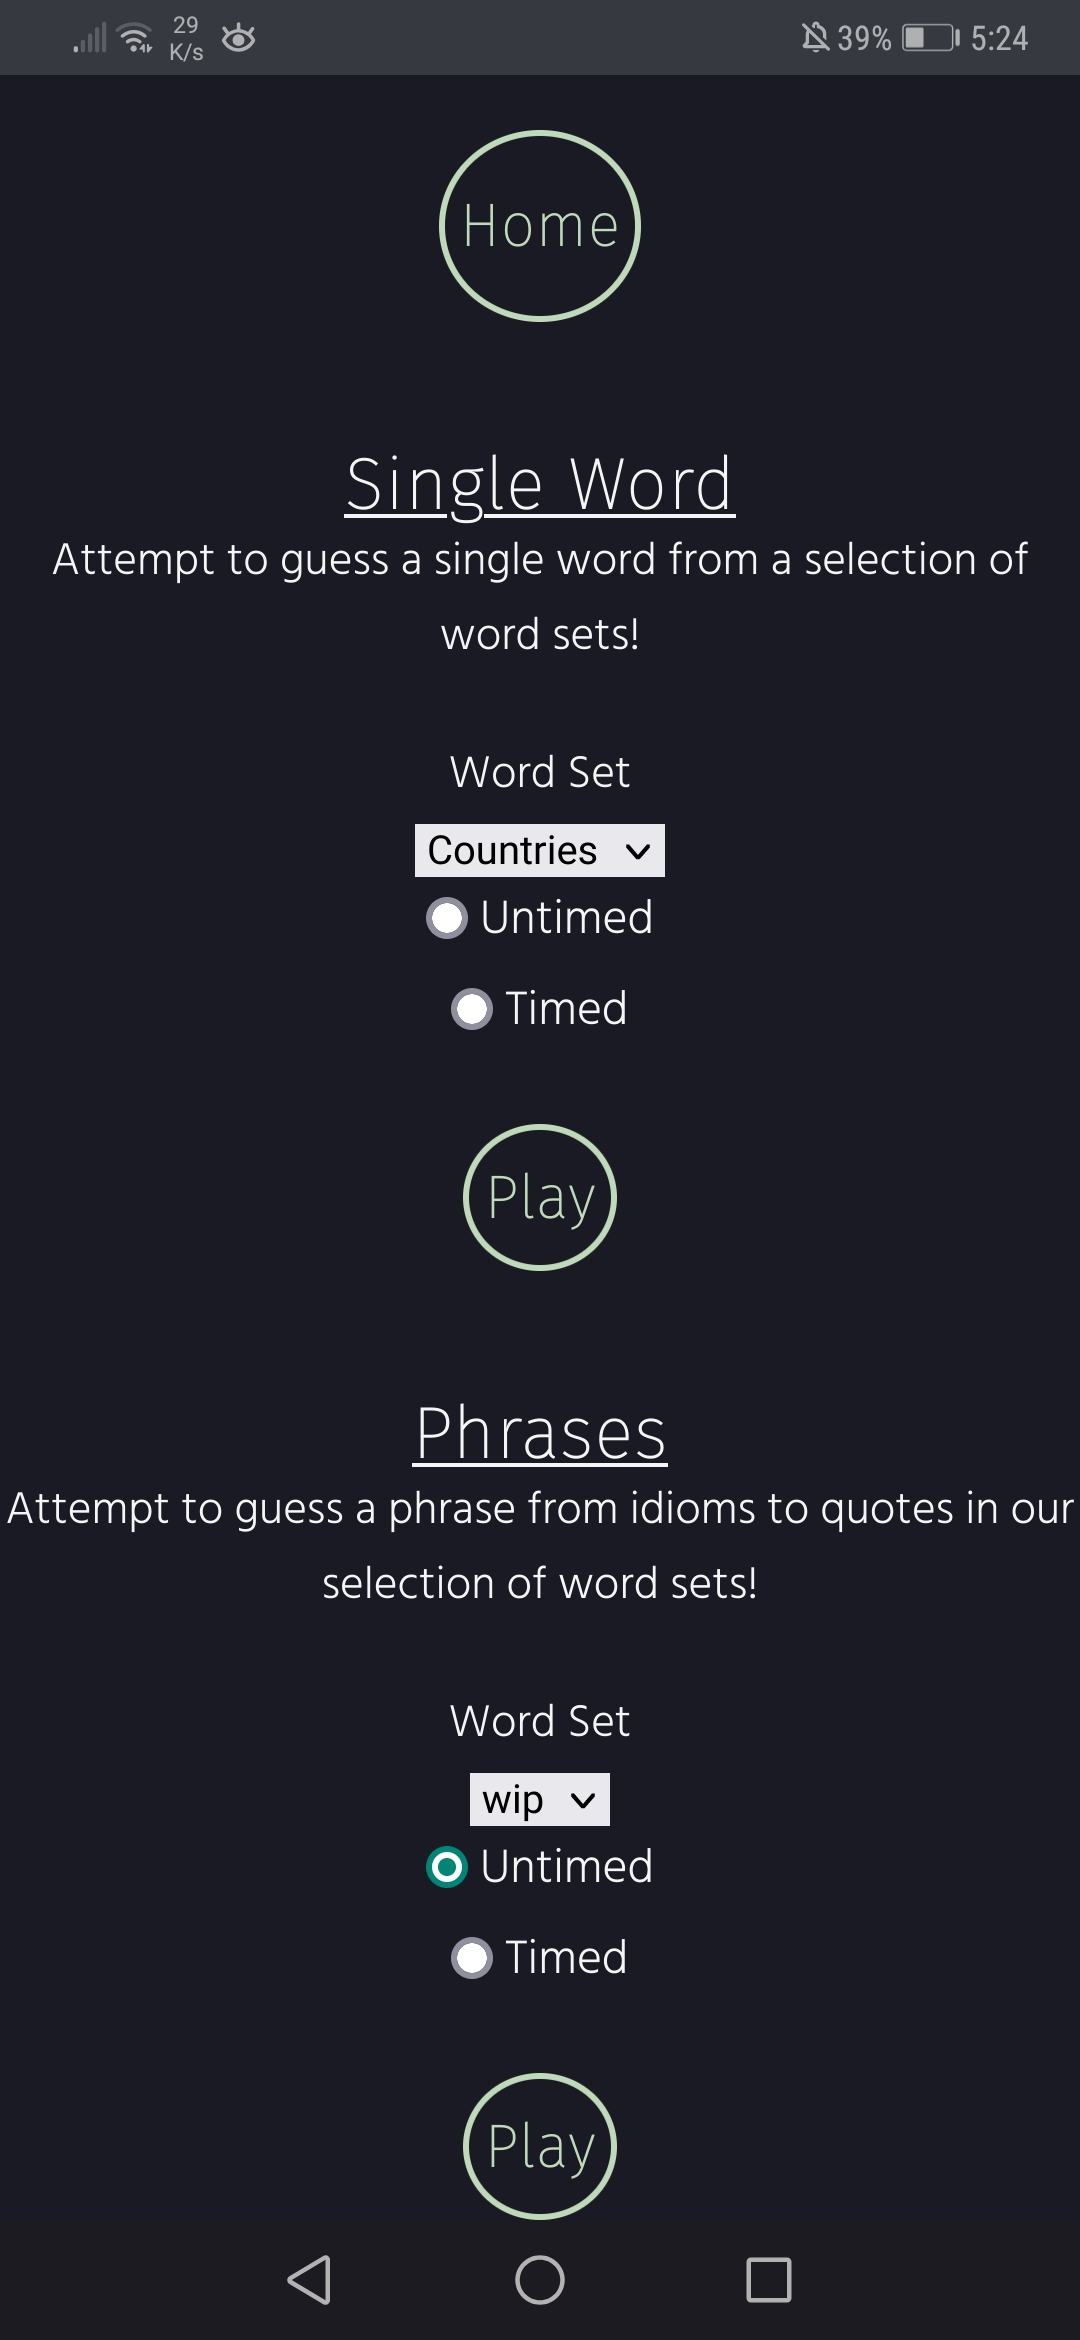 29
K/s
39%
5:24
Home
Single Word
Attempt to guess a single word from a selection of
word sets!
Word Set
Countries
Untimed
Timed
Play
Phrases
Attempt to guess a phrase from idioms to quotes in our
selection of word sets!
Word Set
wip
Untimed
Timed
Play